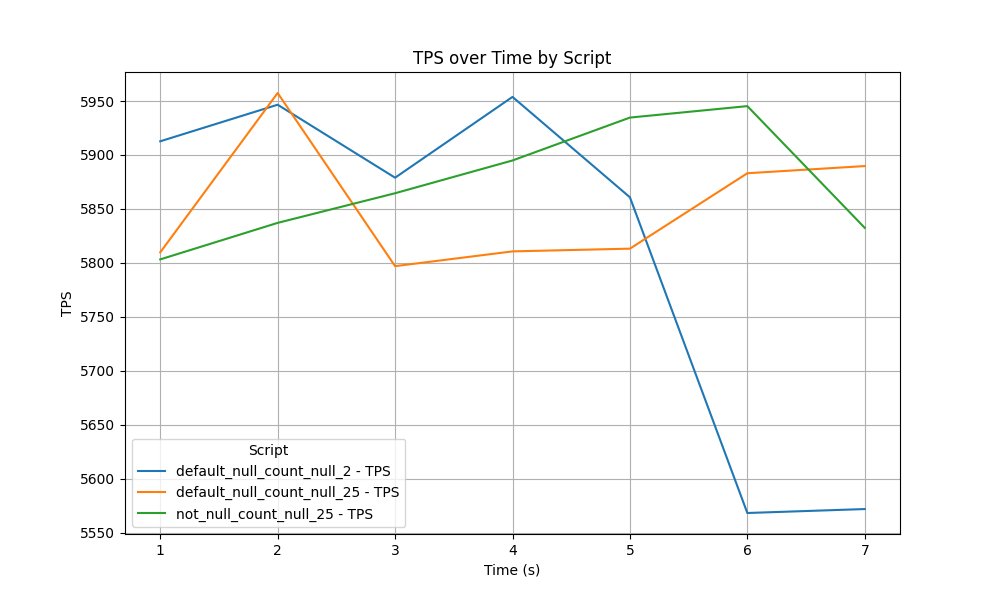 TPS over Time by Script
TPS
5950
5900
5850
5800
5750
5700
5650
5600
5550
Script
default_null_count_null_2 - TPS
default_null_count_null_25 - TPS
not_null_count_null_25 - TPS
1 2 3 4 5 6 7
Time (s)